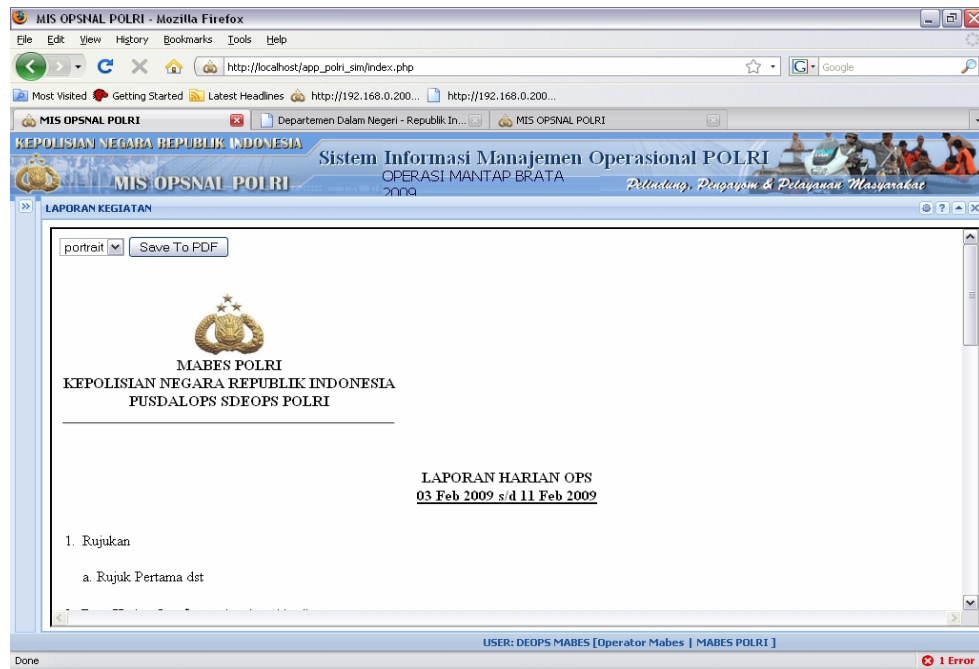 MIS OPSNAL POLRI - Mozilla Firefox
File Edit View History Bookmarks Tools Help
http://localhost/app_polri_sim/index.php
Google
Most Visited Getting Started Latest Headlines http://192.168.0.200... http://192.168.0.200...
MIS OPSNAL POLRI Departemen Dalam Negeri - Republik In... MIS OPSNAL POLRI
KEPOLISIAN NEGARA REPUBLIK INDONESIA
MIS OPSNAL POLRI
Sistem Informasi Manajemen Operasional POLRI
OPERASI MANTAP BRATA
2009
Pelindung, Pengayom & Pelayanan Masyarakat
LAPORAN KEGIATAN
portrait Save To PDF
MABES POLRI
KEPOLISIAN NEGARA REPUBLIK INDONESIA
PUSDALOPS SDEOPS POLRI
LAPORAN HARIAN OPS
03 Feb 2009 s/d 11 Feb 2009
1. Rujukan
a. Rujuk Pertama dst
USER: DEOPS MABES [Operator Mabes | MABES POLRI ]
Done
1 Error